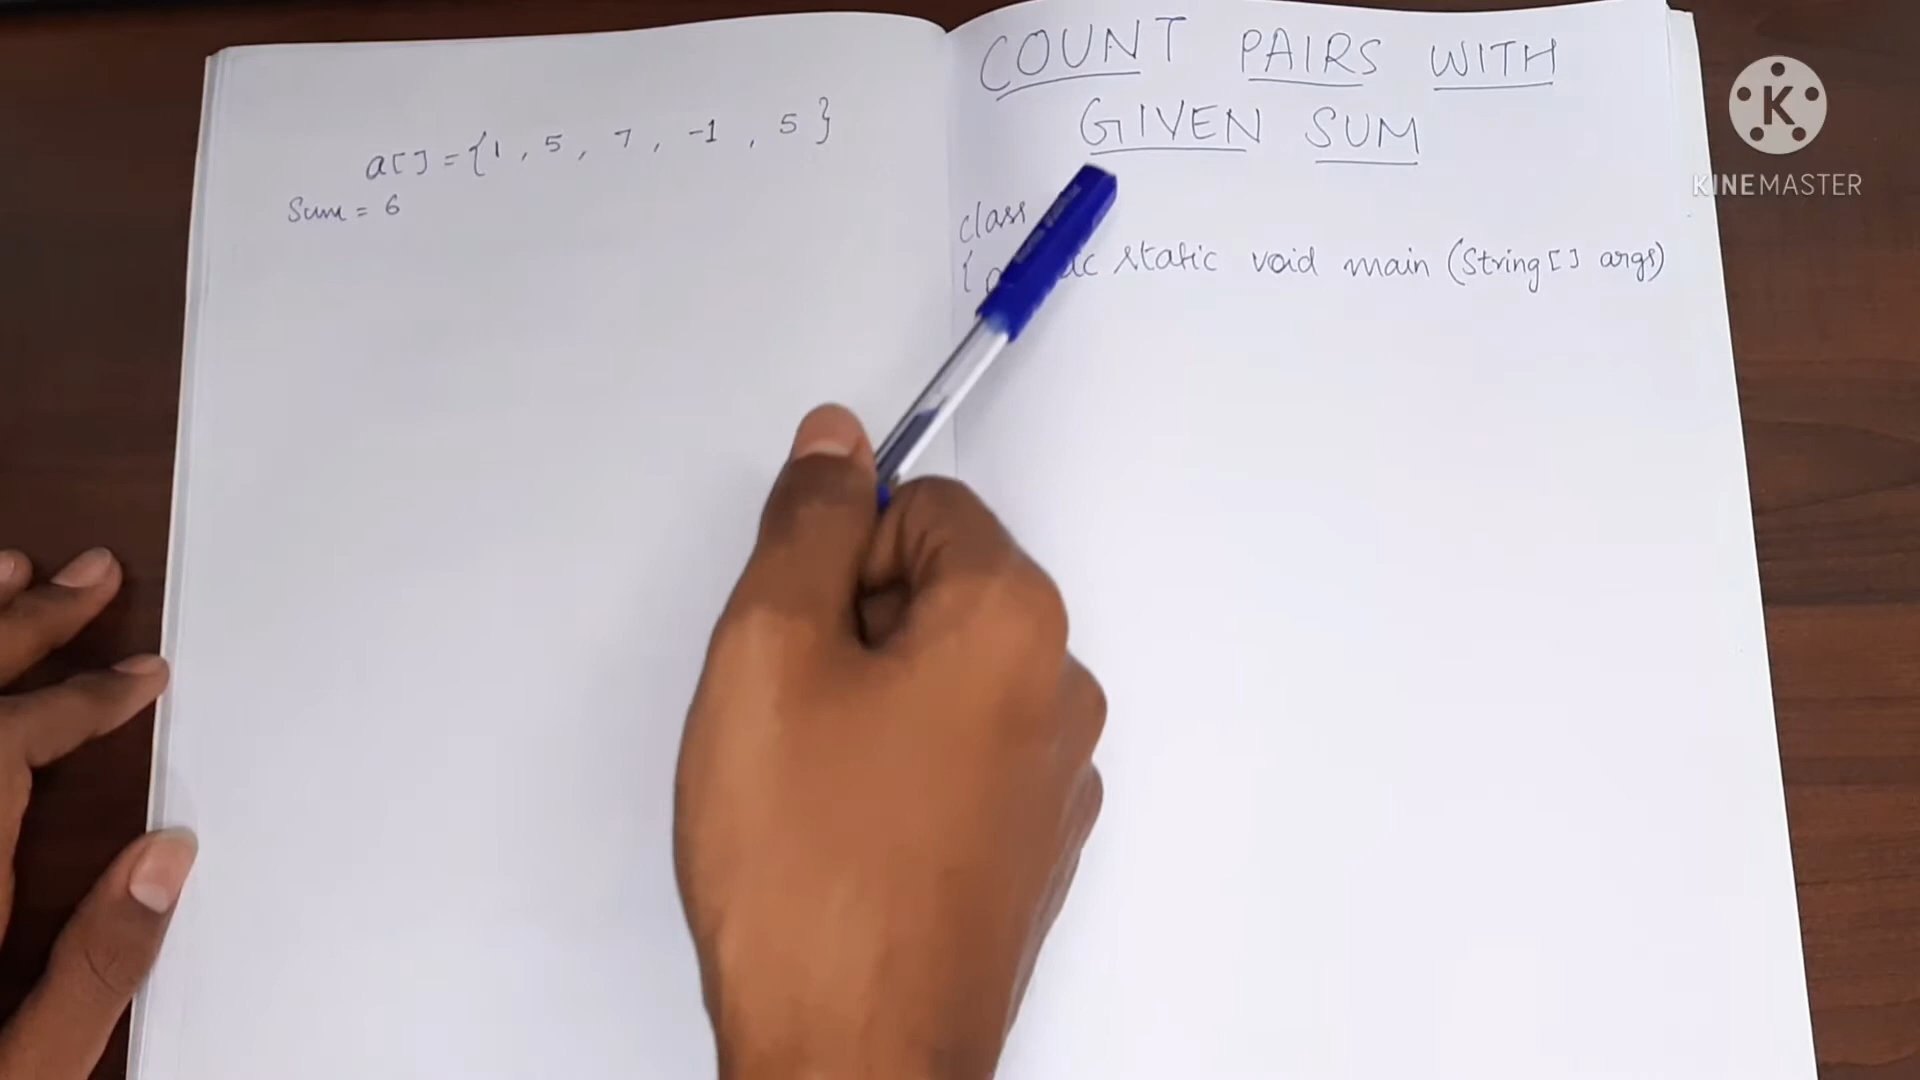 a[] = {1, 5, 7, -1, 5}
Sum = 6
COUNT PAIRS WITH
GIVEN SUM
class
{ static void main (String[] args)
K
KINEMASTER